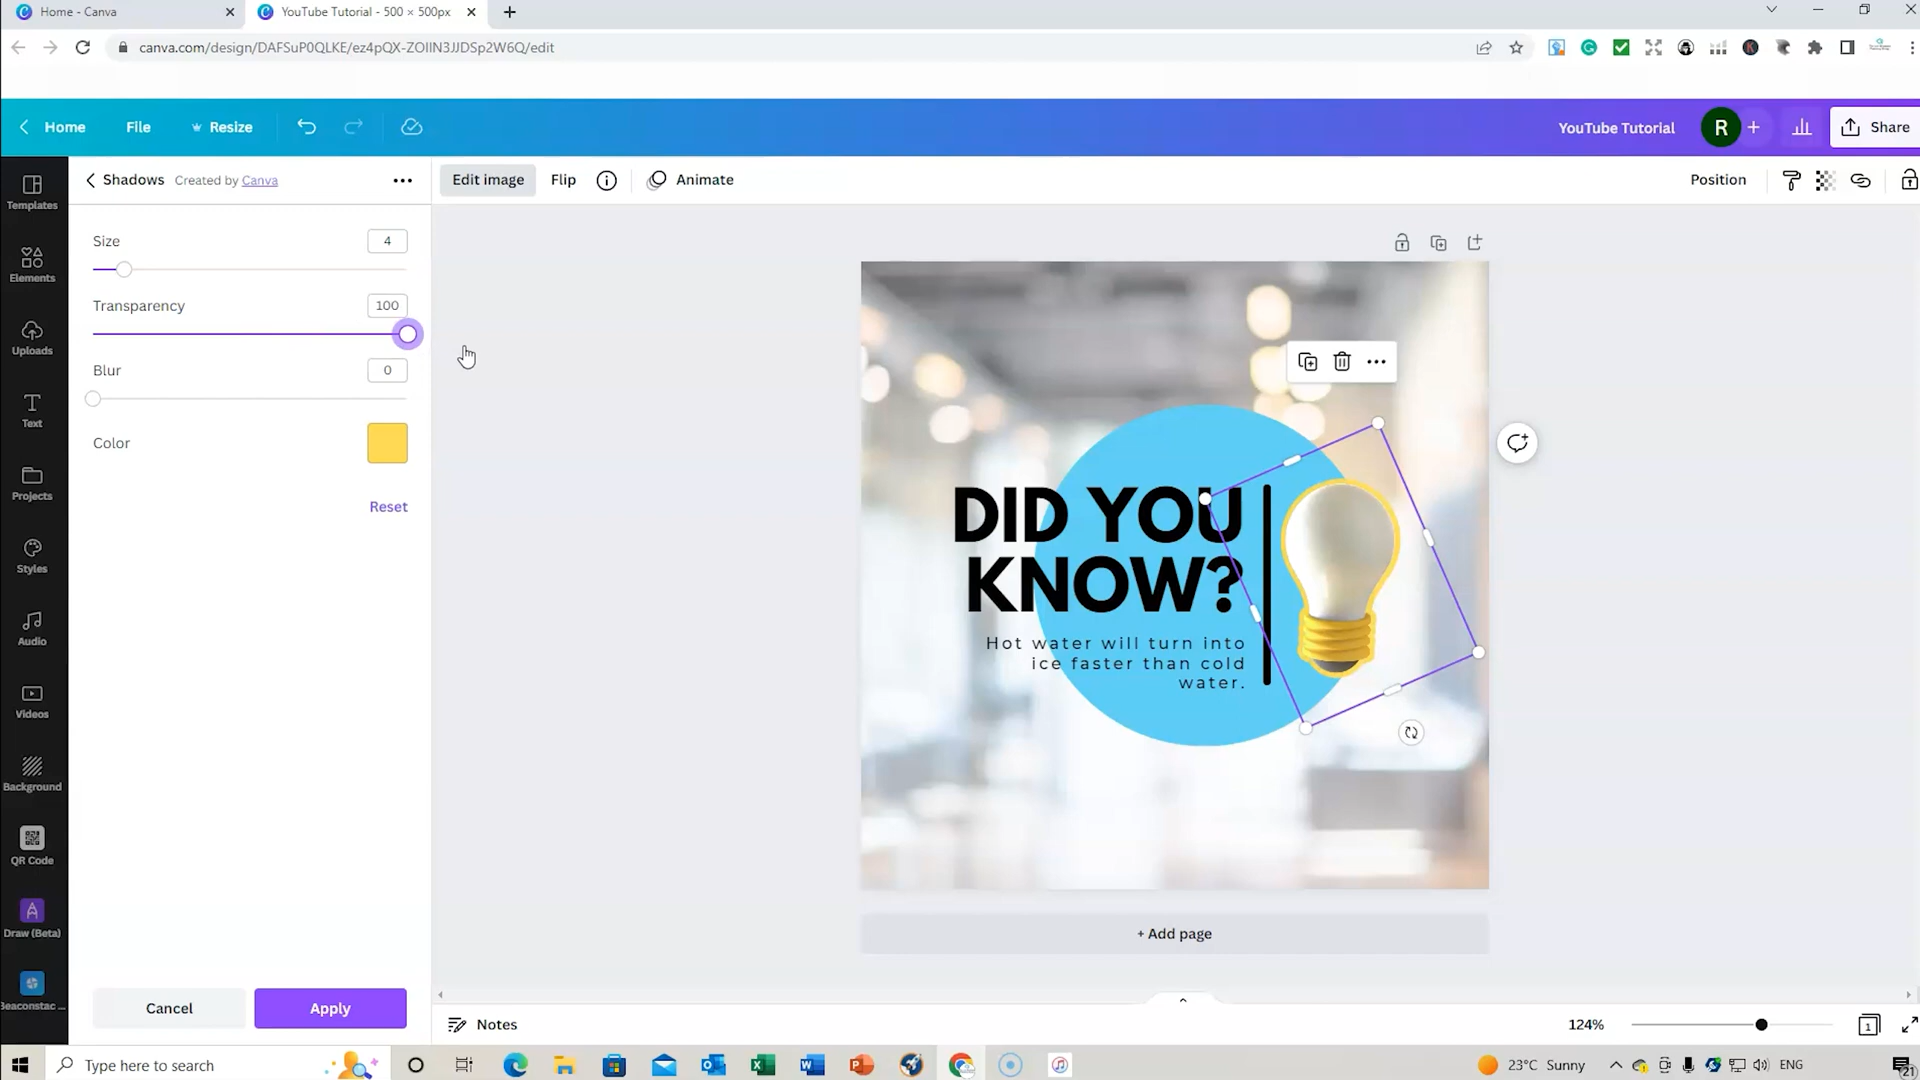 Home - Canva
YouTube Tutorial - 500 × 500px
canva.com/design/DAFSuP0QLKE/ez4pQX-ZOIIN3JJDSp2W6Q/edit
Home
File
Resize
YouTube Tutorial
R
Share
Templates
Elements
Uploads
Text
Projects
Styles
Audio
Videos
Background
QR Code
Draw (Beta)
Beaconstac ...
Shadows
Created by Canva
Size
4
Transparency
100
Blur
0
Color
Reset
Cancel
Apply
Edit image
Flip
Animate
Position
DID YOU
KNOW?
Hot water will turn into
ice faster than cold
water.
+ Add page
Notes
124%
1
Type here to search
23°C Sunny
ENG
21